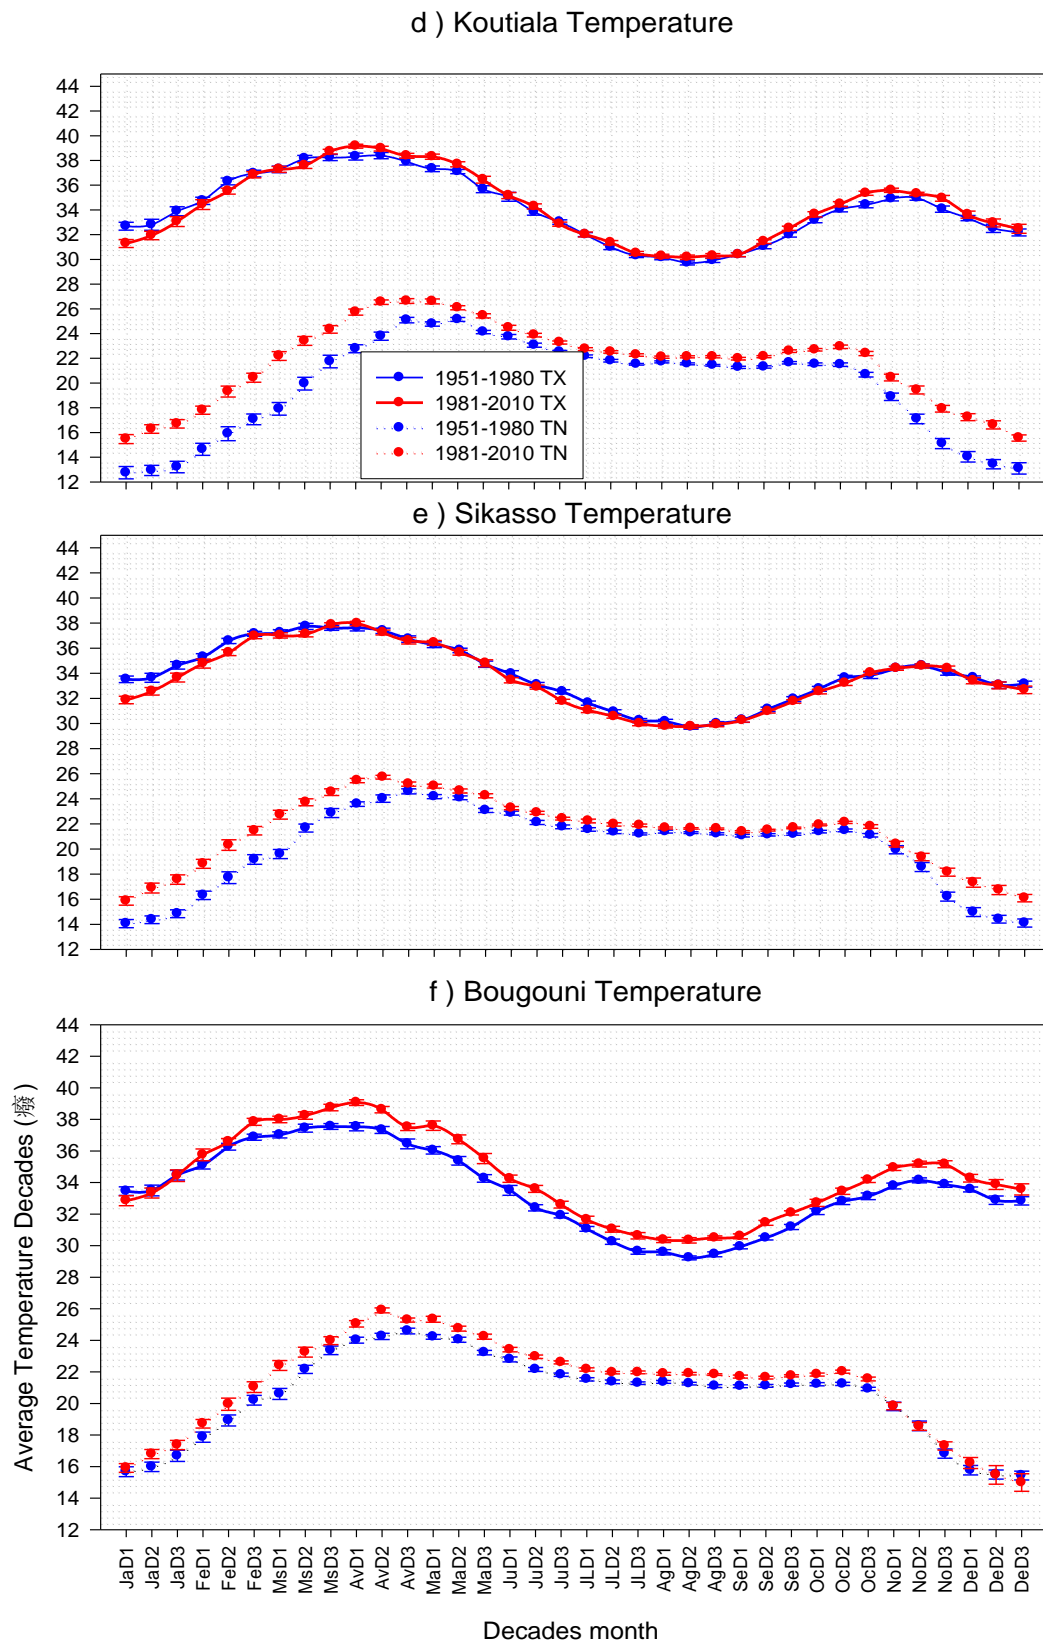 d ) Koutiala Temperature
44
42
40
38
36
34
32
30
28
26
24
22
20
18
16
14
12
1951-1980 TX
1981-2010 TX
1951-1980 TN
1981-2010 TN
e ) Sikasso Temperature
44
42
40
38
36
34
32
30
28
26
24
22
20
18
16
14
12
f ) Bougouni Temperature
44
42
40
38
36
34
32
30
28
26
24
22
20
18
16
14
12
Average Temperature Decades (癈)
JaD1
JaD2
JaD3
FeD1
FeD2
FeD3
MsD1
MsD2
MsD3
AvD1
AvD2
AvD3
MaD1
MaD2
MaD3
JuD1
JuD2
JuD3
JLD1
JLD2
JLD3
AgD1
AgD2
AgD3
SeD1
SeD2
SeD3
OcD1
OcD2
OcD3
NoD1
NoD2
NoD3
DeD1
DeD2
DeD3
Decades month